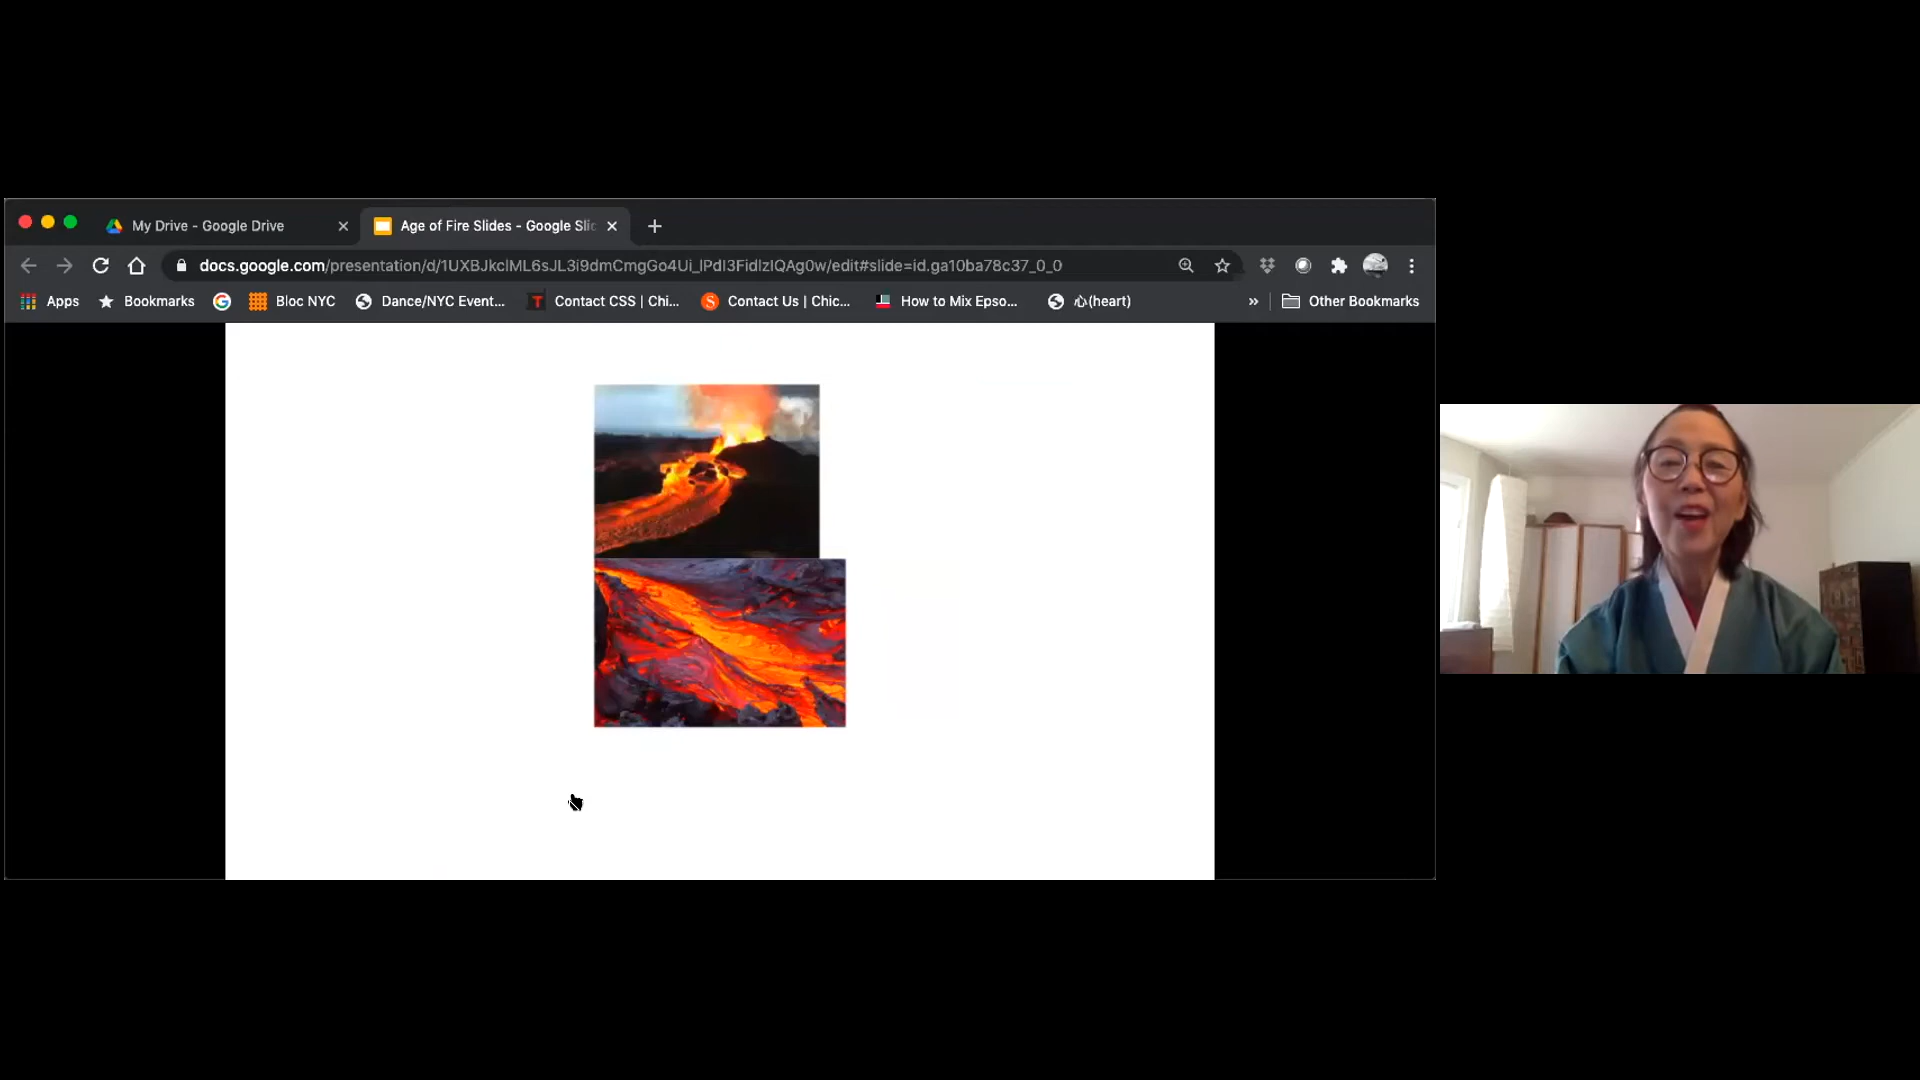 My Drive - Google Drive
Age of Fire Slides - Google Slic
docs.google.com/presentation/d/1UXBJkclML6sJL3i9dmCmgGo4Ui_lPdI3FidlzIQAg0w/edit#slide=id.ga10ba78c37_0_0
Apps
Bookmarks
Bloc NYC
Dance/NYC Event...
Contact CSS | Chi...
Contact Us | Chic...
How to Mix Epso...
心(heart)
»
Other Bookmarks